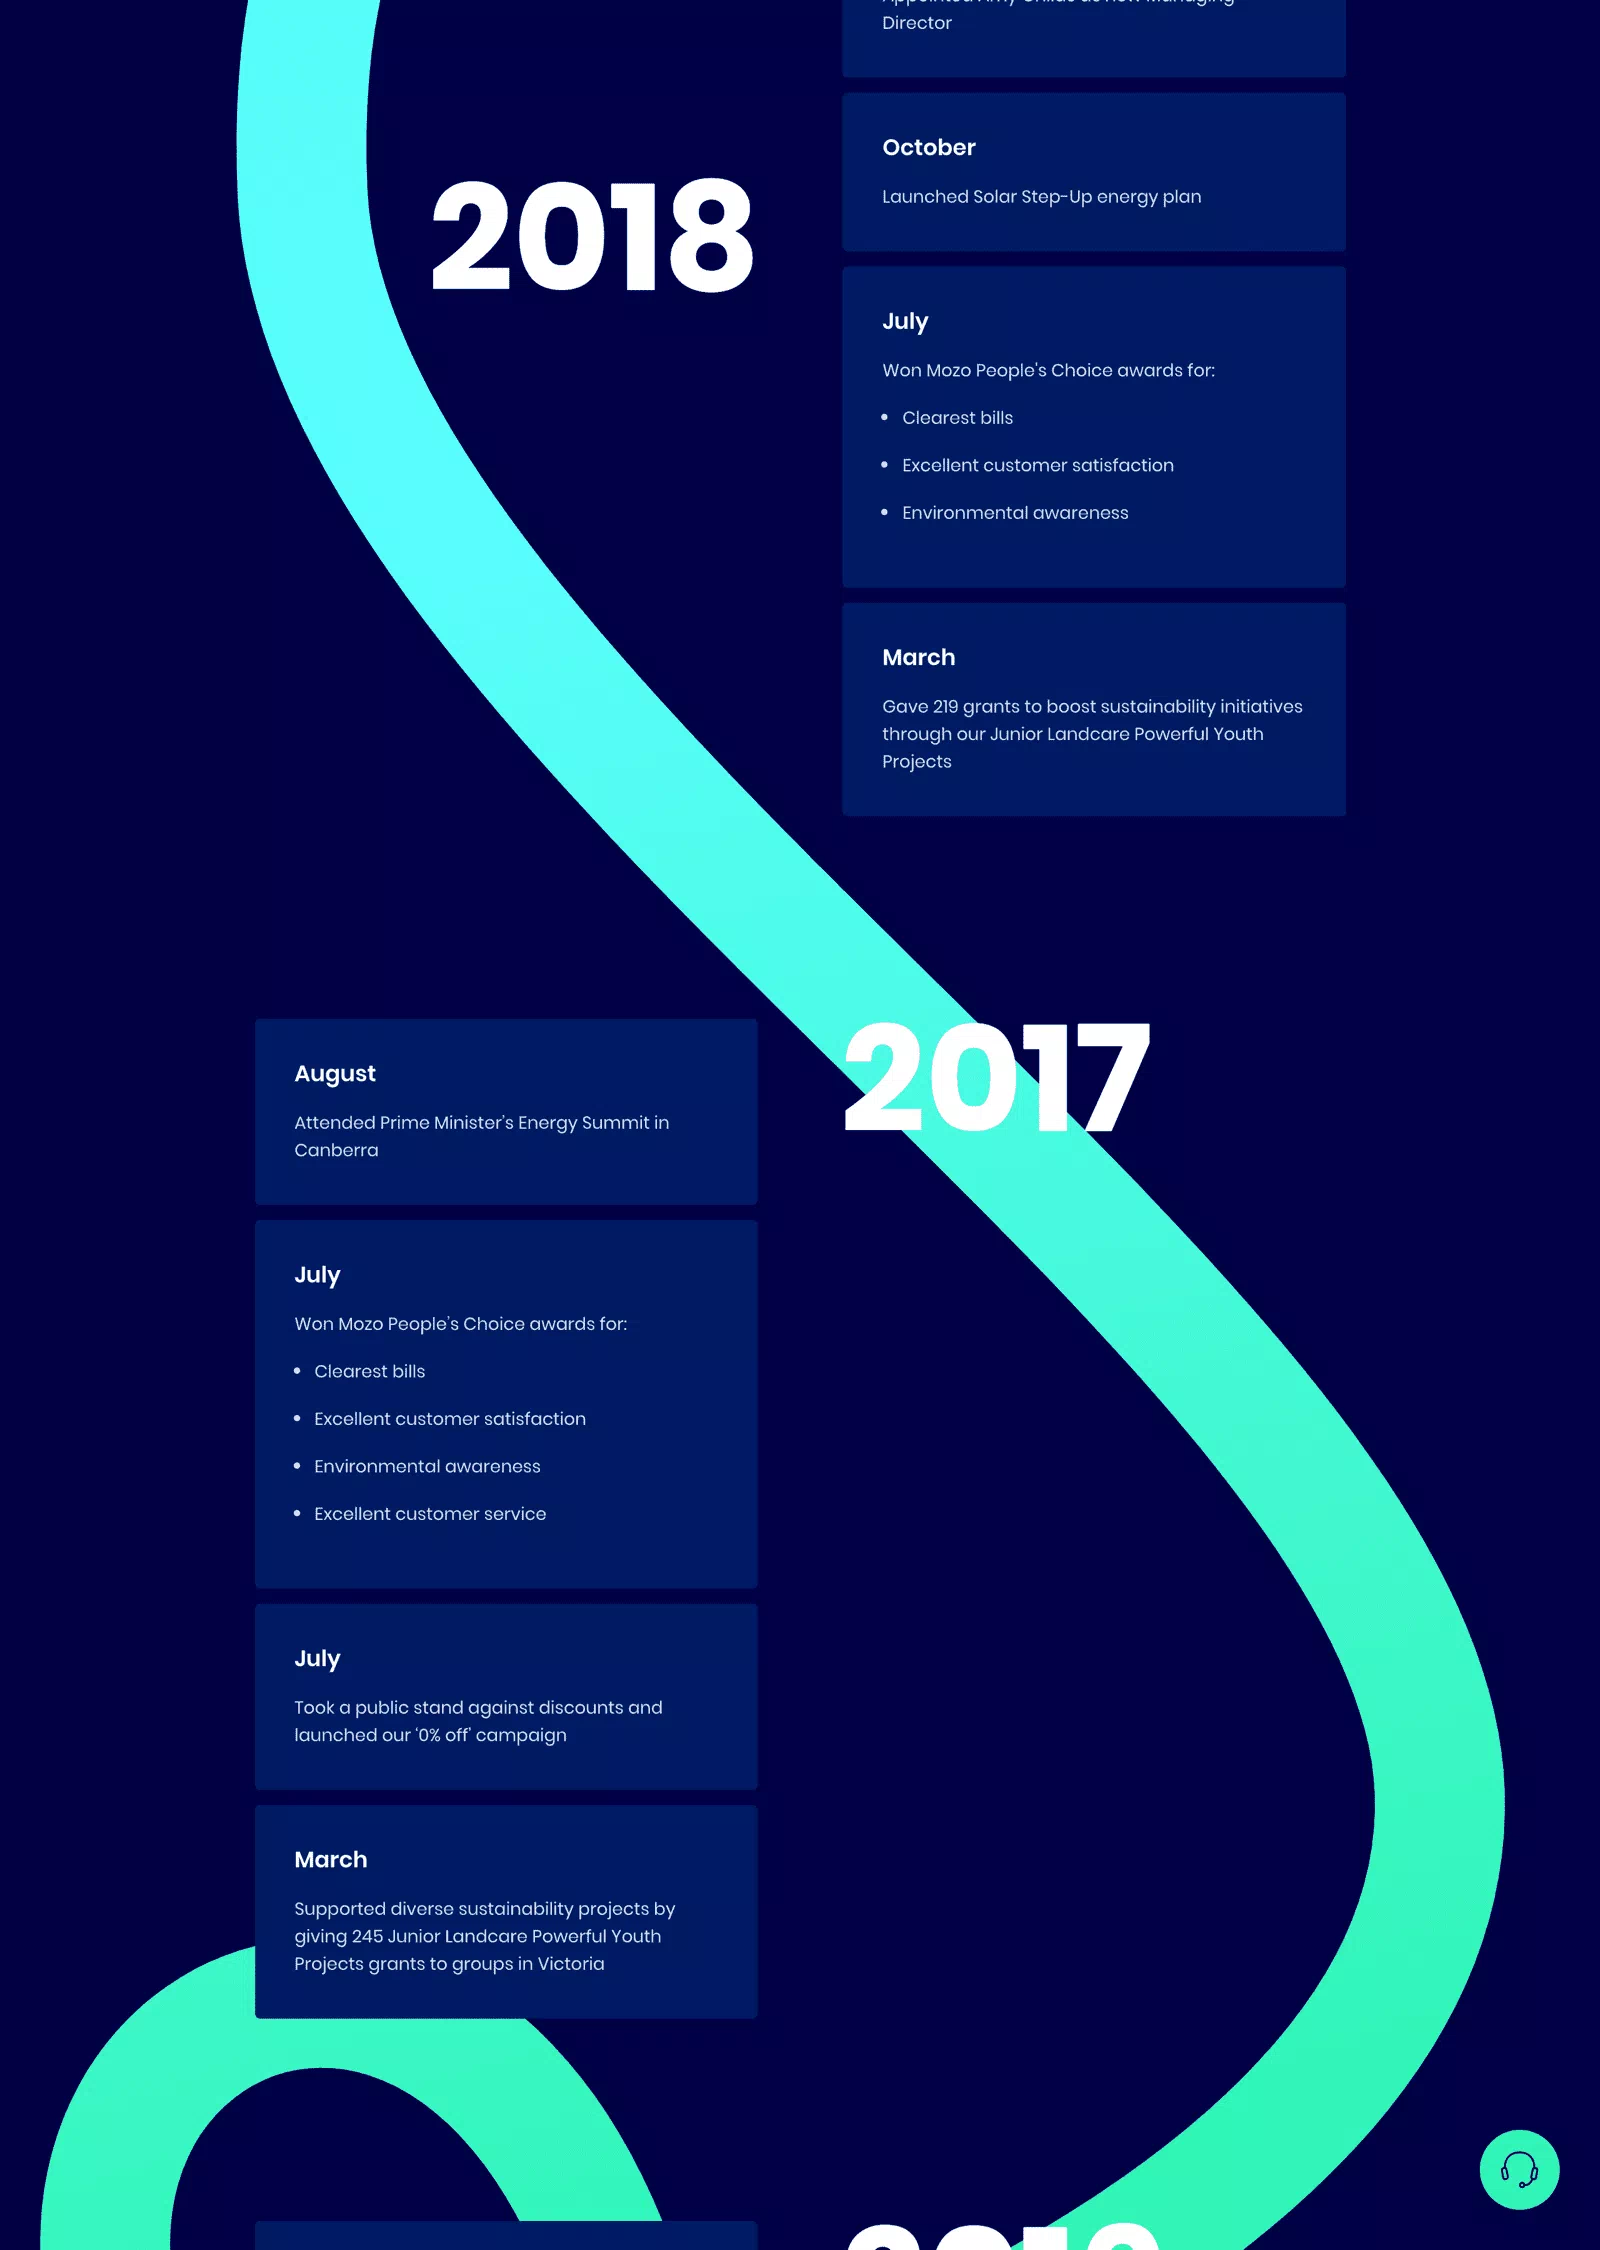 Director
2018
October
Launched Solar Step-Up energy plan
July
Won Mozo People's Choice awards for:
• Clearest bills
• Excellent customer satisfaction
• Environmental awareness
March
Gave 219 grants to boost sustainability initiatives
through our Junior Landcare Powerful Youth
Projects
2017
August
Attended Prime Minister's Energy Summit in
Canberra
July
Won Mozo People's Choice awards for:
• Clearest bills
• Excellent customer satisfaction
• Environmental awareness
• Excellent customer service
July
Took a public stand against discounts and
launched our ‘0% off’ campaign
March
Supported diverse sustainability projects by
giving 245 Junior Landcare Powerful Youth
Projects grants to groups in Victoria